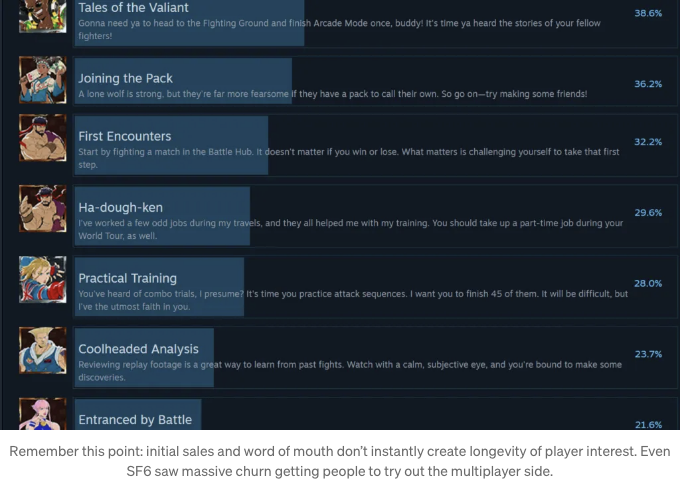 Tales of the Valiant
38.6%
Gonna need ya to head to the Fighting Ground and finish Arcade Mode once, buddy! It's time ya heard the stories of your fellow
fighters!
Joining the Pack
36.2%
A lone wolf is strong, but they're far more fearsome if they have a pack to call their own. So go on—try making some friends!
First Encounters
32.2%
Start by fighting a match in the Battle Hub. It doesn't matter if you win or lose. What matters is challenging yourself to take that first
step.
Ha-dough-ken
29.6%
I've worked a few odd jobs during my travels, and they all helped me with my training. You should take up a part-time job during your
World Tour, as well.
Practical Training
28.0%
You've heard of combo trials, I presume? It's time you practice attack sequences. I want you to finish 45 of them. It will be difficult, but
I've the utmost faith in you.
Coolheaded Analysis
23.7%
Reviewing replay footage is a great way to learn from past fights. Watch with a calm, subjective eye, and you're bound to make some
discoveries.
Entranced by Battle
21.6%
Remember this point: initial sales and word of mouth don't instantly create longevity of player interest. Even
SF6 saw massive churn getting people to try out the multiplayer side.